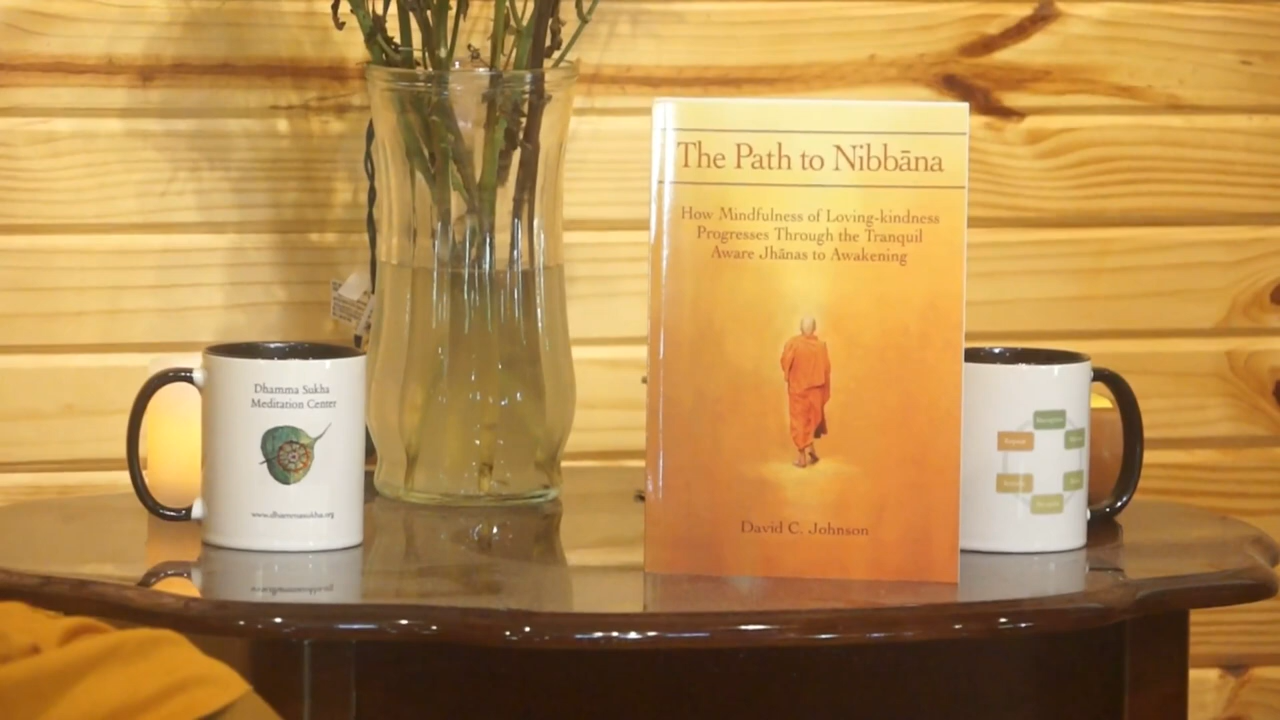 The Path to Nibbāna
How Mindfulness of Loving-kindness
Progresses Through the Tranquil
Aware Jhānas to Awakening
David C. Johnson
Dhamma Sukha
Meditation Center
www.dhammasukha.org